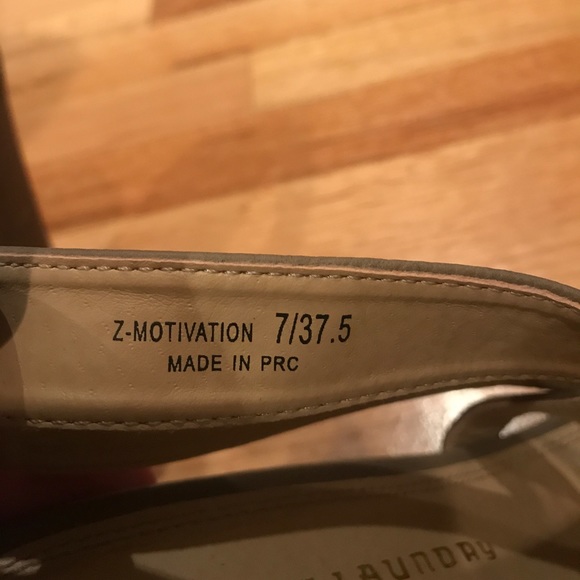 Z-MOTIVATION 7/37.5
MADE IN PRC
LAUNDRY